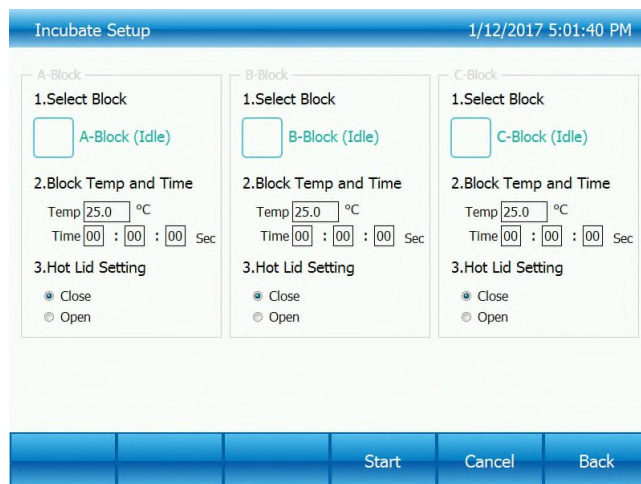 Incubate Setup 1/12/2017 5:01:40 PM
A-Block
1.Select Block
A-Block (Idle)
2.Block Temp and Time
Temp 25.0 °C
Time 00 : 00 : 00 Sec
3.Hot Lid Setting
Close
Open
B-Block
1.Select Block
B-Block (Idle)
2.Block Temp and Time
Temp 25.0 °C
Time 00 : 00 : 00 Sec
3.Hot Lid Setting
Close
Open
C-Block
1.Select Block
C-Block (Idle)
2.Block Temp and Time
Temp 25.0 °C
Time 00 : 00 : 00 Sec
3.Hot Lid Setting
Close
Open
Start Cancel Back